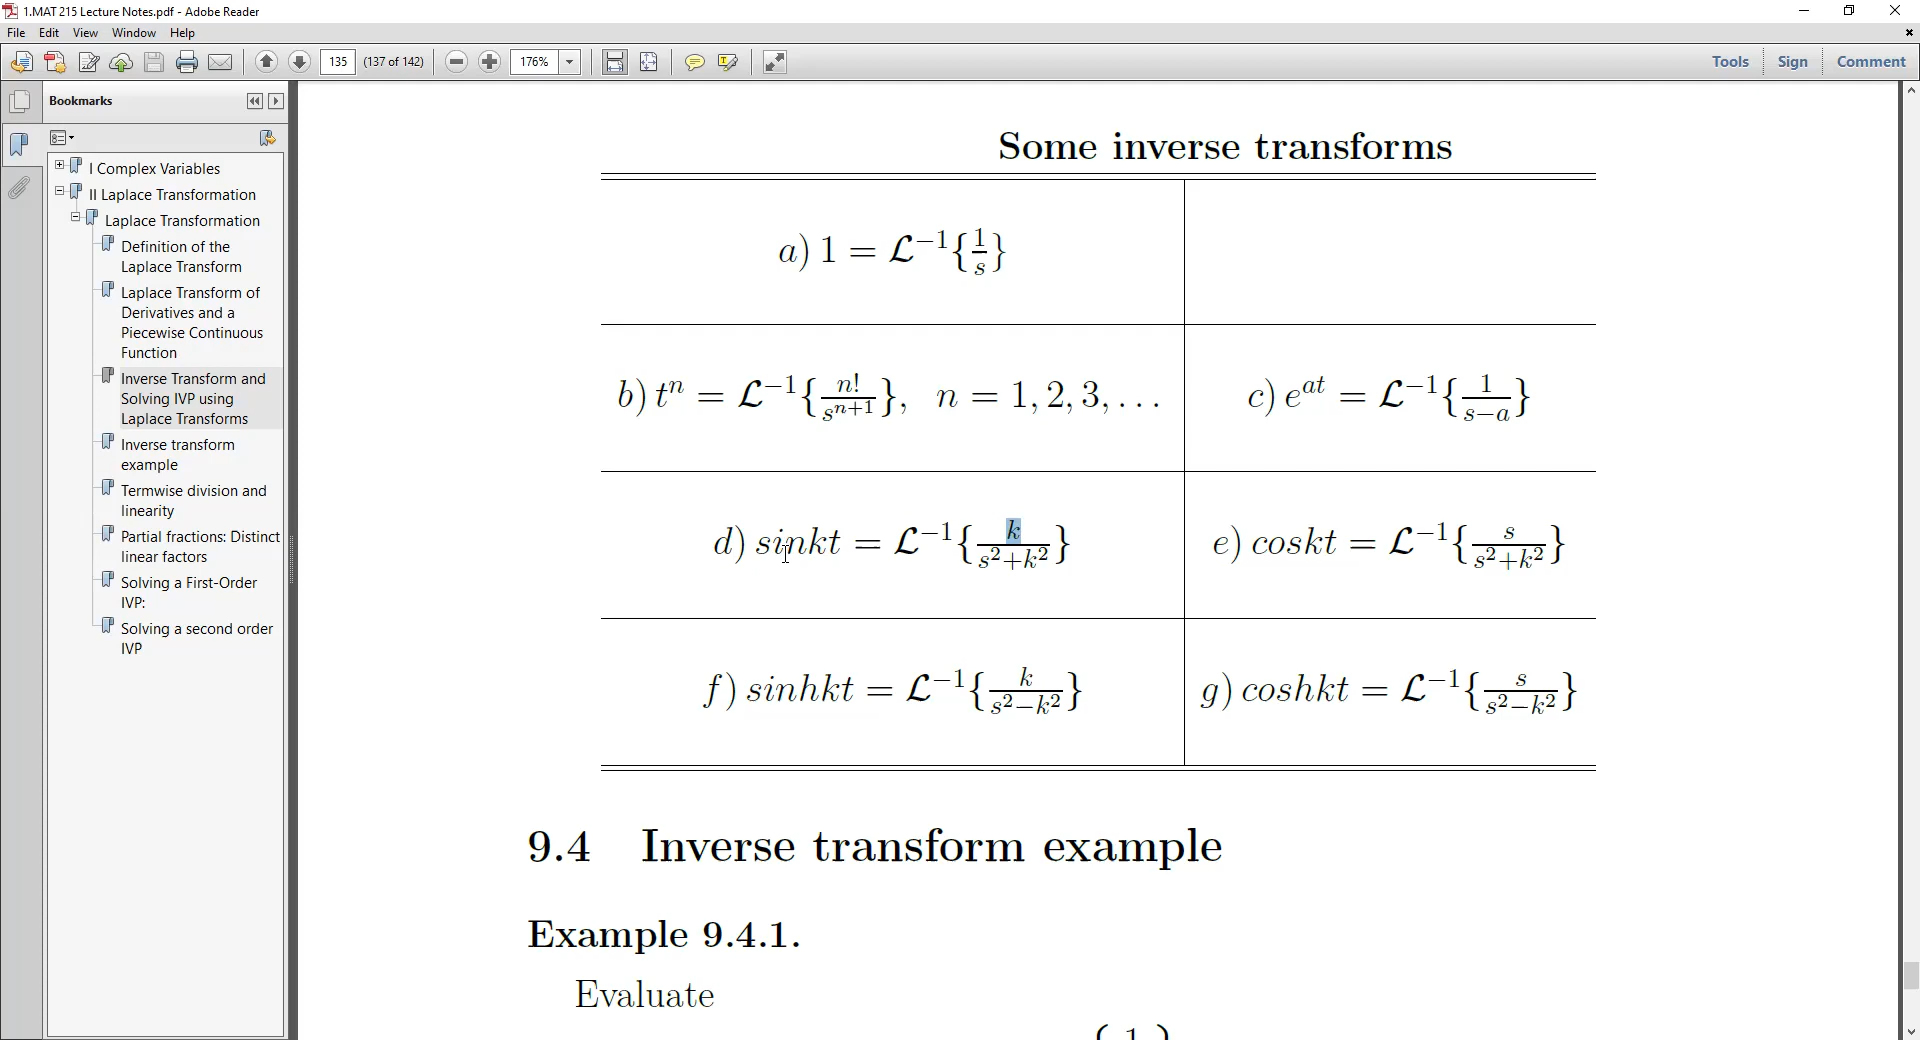 1.MAT 215 Lecture Notes.pdf - Adobe Reader
File Edit View Window Help
135 (137 of 142) 176% Tools Sign Comment
Bookmarks
I Complex Variables
II Laplace Transformation
Laplace Transformation
Definition of the
Laplace Transform
Laplace Transform of
Derivatives and a
Piecewise Continuous
Function
Inverse Transform and
Solving IVP using
Laplace Transforms
Inverse transform
example
Termwise division and
linearity
Partial fractions: Distinct
linear factors
Solving a First-Order
IVP:
Solving a second order
IVP
Some inverse transforms
a) 1 = ℒ⁻¹{1/s}
b) tⁿ = ℒ⁻¹{n!/sⁿ⁺¹}, n = 1, 2, 3, . . . c) eᵃᵗ = ℒ⁻¹{1/(s−a)}
d) sinkt = ℒ⁻¹{k/(s²+k²)} e) coskt = ℒ⁻¹{s/(s²+k²)}
f) sinhkt = ℒ⁻¹{k/(s²−k²)} g) coshkt = ℒ⁻¹{s/(s²−k²)}
9.4 Inverse transform example
Example 9.4.1.
Evaluate